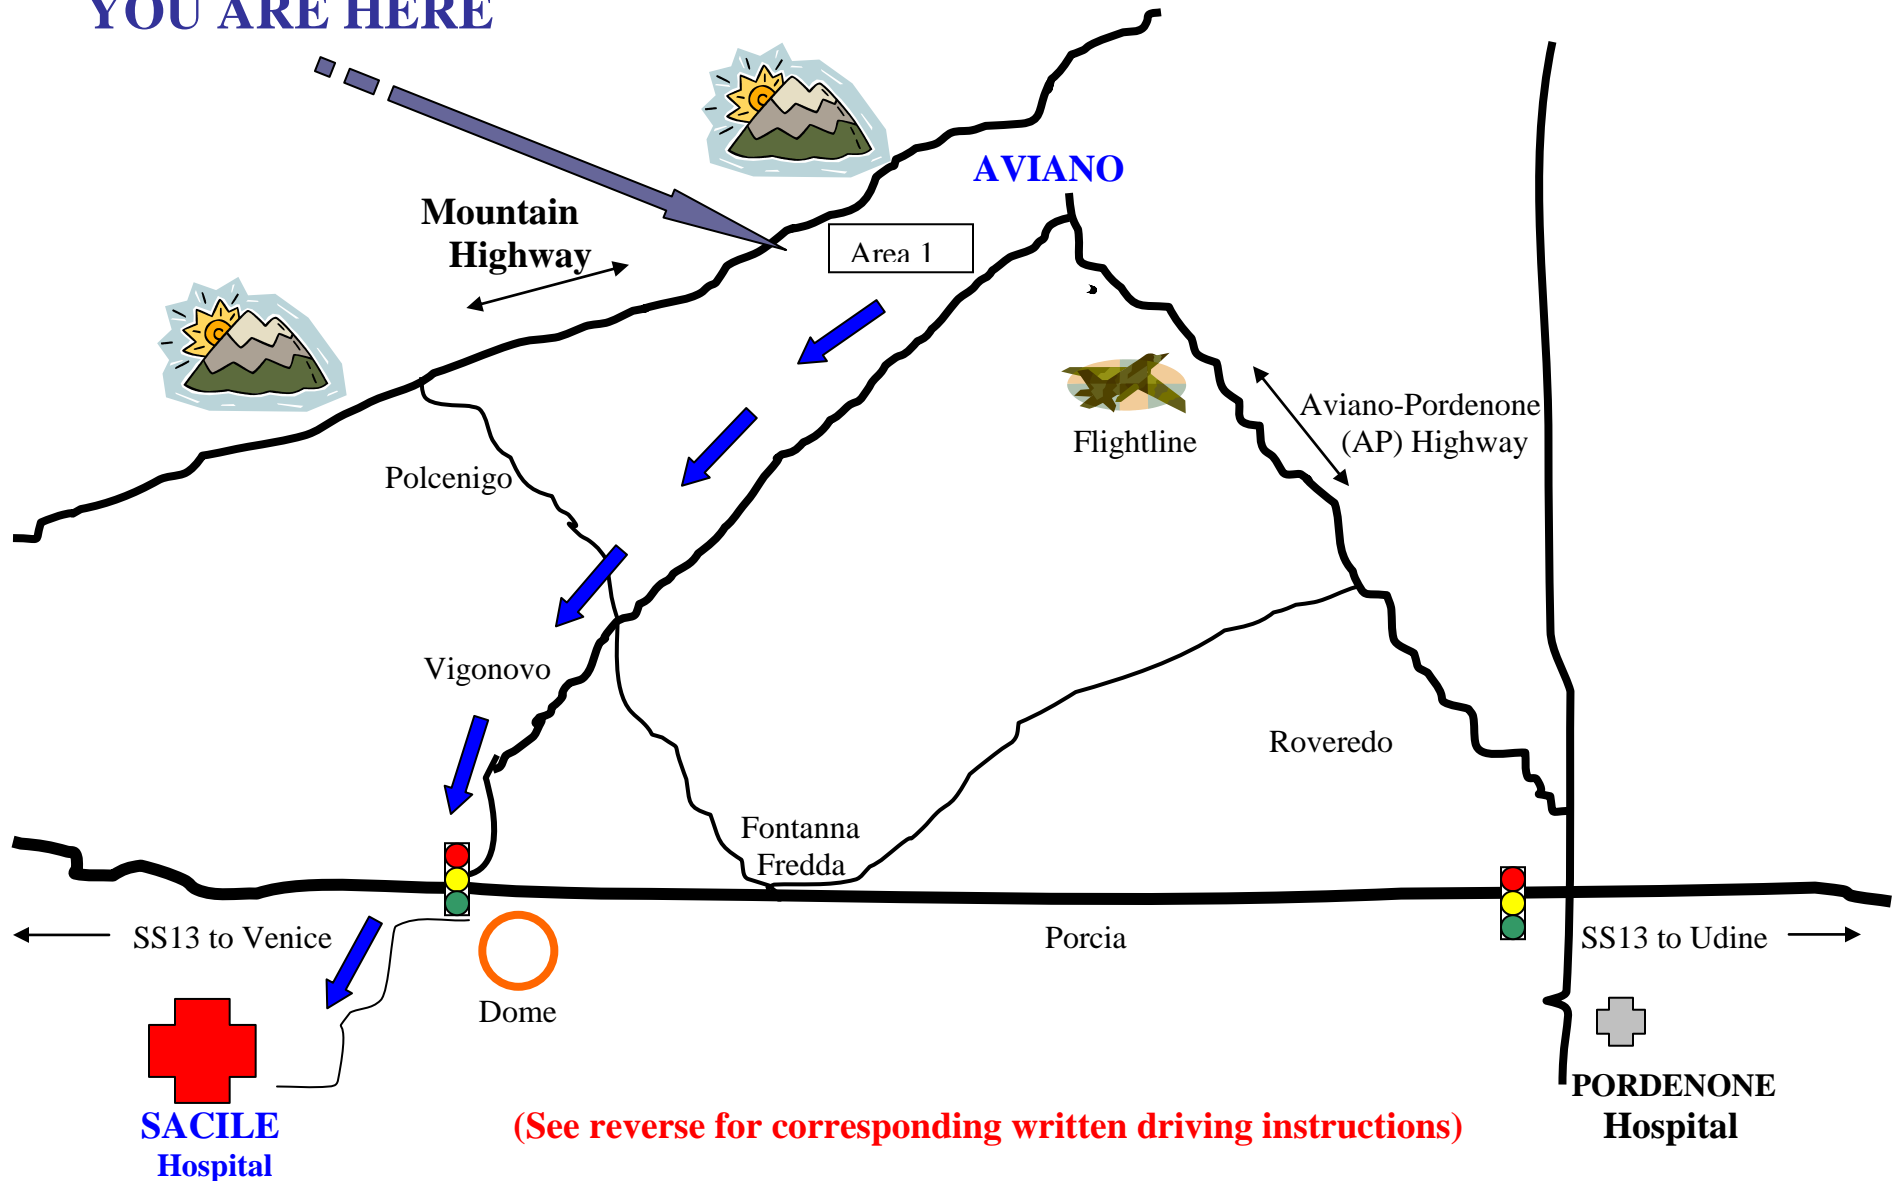 YOU ARE HERE
AVIANO
Mountain
Highway
Area 1
Aviano-Pordenone
(AP) Highway
Flightline
Polcenigo
Vigonovo
Roveredo
Fontanna
Fredda
SS13 to Venice
Porcia
SS13 to Udine
Dome
PORDENONE
Hospital
SACILE
Hospital
(See reverse for corresponding written driving instructions)